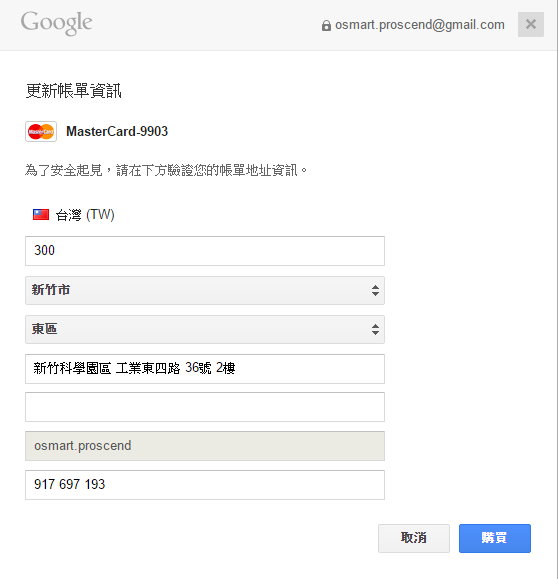 Google
osmart.proscend@gmail.com
更新帳單資訊
MasterCard MasterCard-9903
為了安全起見，請在下方驗證您的帳單地址資訊。
台灣 (TW)
300
新竹市
東區
新竹科學園區 工業東四路 36號 2樓
osmart.proscend
917 697 193
取消 購買